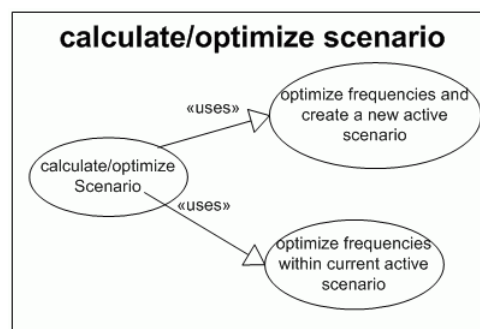 calculate/optimize scenario
optimize frequencies and
create a new active
scenario
«uses»
calculate/optimize
Scenario
«uses»
optimize frequencies
within current active
scenario